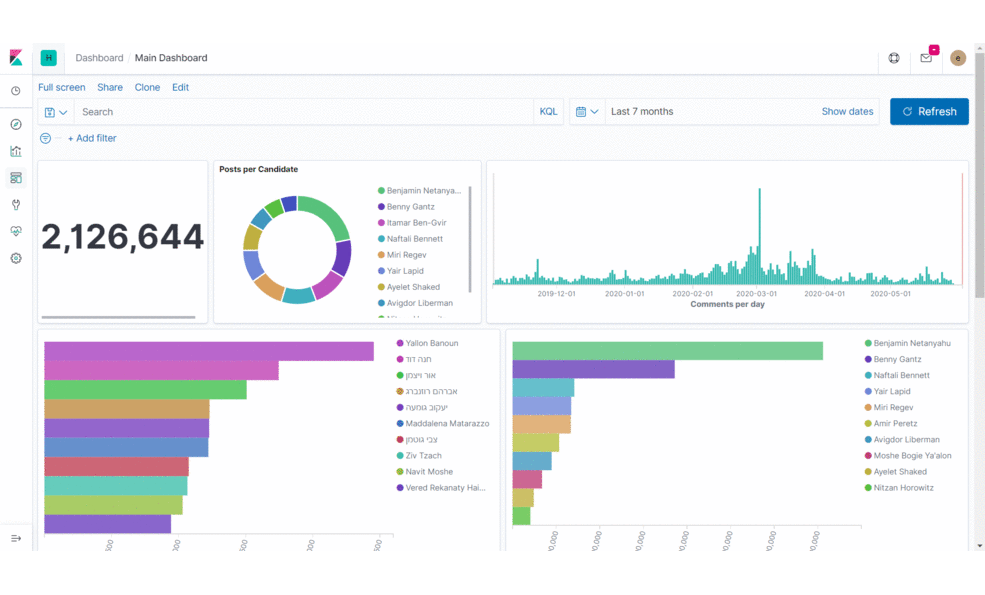 H
Dashboard / Main Dashboard
e
Full screen Share Clone Edit
Search KQL Last 7 months Show dates Refresh
+ Add filter
2,126,644
Posts per Candidate
Benjamin Netanya...
Benny Gantz
Itamar Ben-Gvir
Naftali Bennett
Miri Regev
Yair Lapid
Ayelet Shaked
Avigdor Liberman
2019-12-01 2020-01-01 2020-02-01 2020-03-01 2020-04-01 2020-05-01
Comments per day
Yallon Banoun
חנה דוד
אור וייצמן
אברהם רוזנברג
יעקוב גומעה
Maddalena Matarazzo
צבי גוטמן
Ziv Tzach
Navit Moshe
Vered Rekanaty Hai...
Benjamin Netanyahu
Benny Gantz
Naftali Bennett
Yair Lapid
Miri Regev
Amir Peretz
Avigdor Liberman
Moshe Bogie Ya'alon
Ayelet Shaked
Nitzan Horowitz